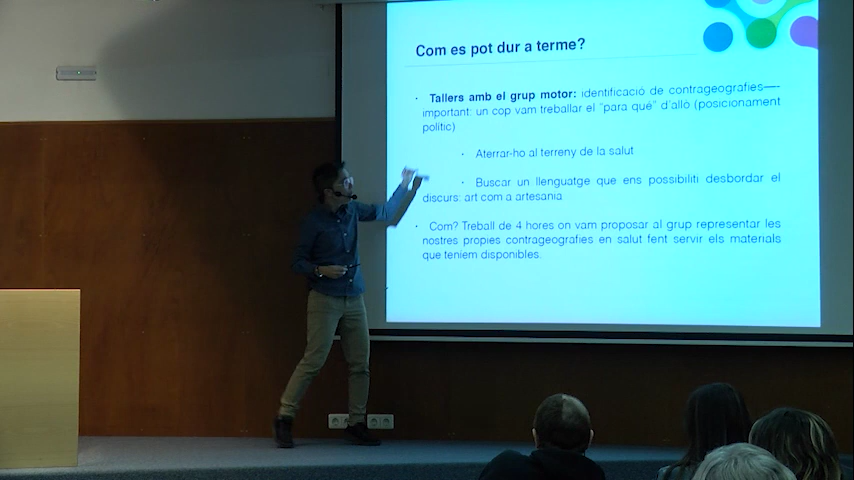 Com es pot dur a terme?
· Tallers amb el grup motor: identificació de contrageografies—-
important: un cop vam treballar el "para qué" d'allò (posicionament
polític)
· Aterrar-ho al terreny de la salut
· Buscar un llenguatge que ens possibiliti desbordar el
discurs: art com a artesania
· Com? Treball de 4 hores on vam proposar al grup representar les
nostres propies contrageografies en salut fent servir els materials
que teníem disponibles.